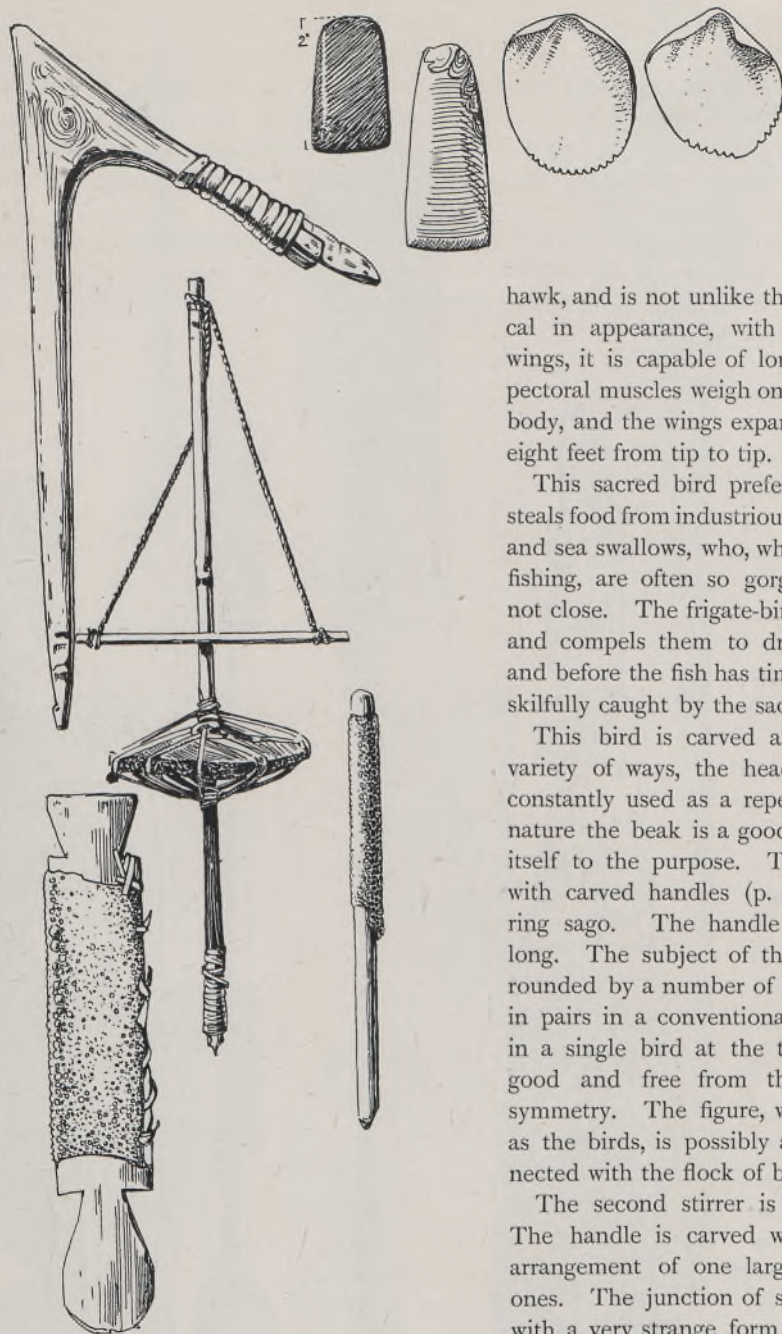 2"
hawk, and is not unlike th
cal in appearance, with
wings, it is capable of lon
pectoral muscles weigh on
body, and the wings expan
eight feet from tip to tip.
This sacred bird prefe
steals food from industriou
and sea swallows, who, wh
fishing, are often so gorg
not close. The frigate-bir
and compels them to dr
and before the fish has tim
skilfully caught by the sac
This bird is carved a
variety of ways, the head
constantly used as a repe
nature the beak is a good
itself to the purpose. T
with carved handles (p.
ring sago. The handle
long. The subject of th
rounded by a number of
in pairs in a conventiona
in a single bird at the t
good and free from th
symmetry. The figure, w
as the birds, is possibly a
nected with the flock of b
The second stirrer is
The handle is carved w
arrangement of one larg
ones. The junction of s
with a very strange form